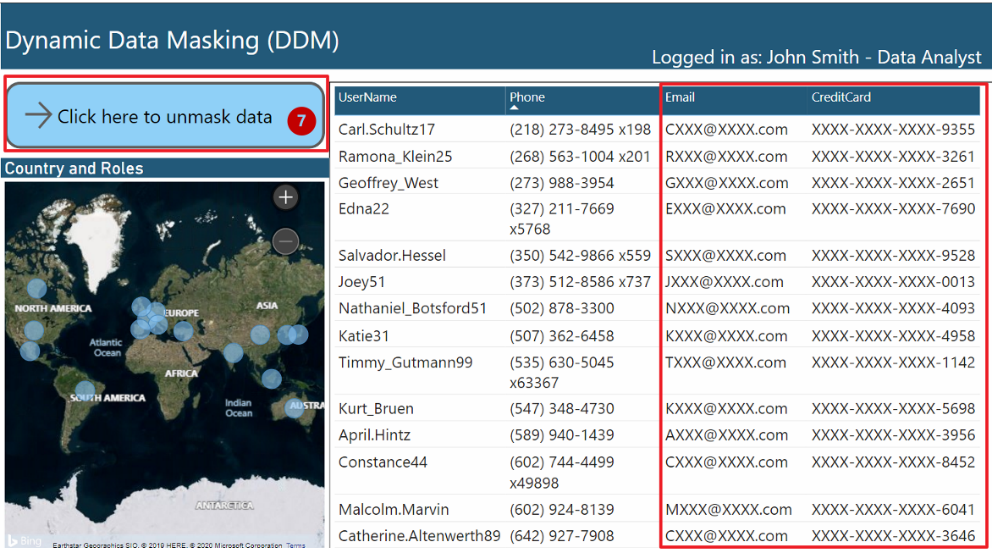 Dynamic Data Masking (DDM)
Logged in as: John Smith - Data Analyst
Click here to unmask data 7
Country and Roles
NORTH AMERICA
EUROPE
ASIA
Atlantic
Ocean
AFRICA
SOUTH AMERICA
Indian
Ocean
AUSTRA
ANTARCTICA
Bing
Earthstar Geographics SIO, © 2019 HERE, © 2020 Microsoft Corporation Terms
UserName Phone Email CreditCard
Carl.Schultz17 (218) 273-8495 x198 CXXX@XXXX.com XXXX-XXXX-XXXX-9355
Ramona_Klein25 (268) 563-1004 x201 RXXX@XXXX.com XXXX-XXXX-XXXX-3261
Geoffrey_West (273) 988-3954 GXXX@XXXX.com XXXX-XXXX-XXXX-2651
Edna22 (327) 211-7669 EXXX@XXXX.com XXXX-XXXX-XXXX-7690
x5768
Salvador.Hessel (350) 542-9866 x559 SXXX@XXXX.com XXXX-XXXX-XXXX-9528
Joey51 (373) 512-8586 x737 JXXX@XXXX.com XXXX-XXXX-XXXX-0013
Nathaniel_Botsford51 (502) 878-3300 NXXX@XXXX.com XXXX-XXXX-XXXX-4093
Katie31 (507) 362-6458 KXXX@XXXX.com XXXX-XXXX-XXXX-4958
Timmy_Gutmann99 (535) 630-5045 TXXX@XXXX.com XXXX-XXXX-XXXX-1142
x63367
Kurt_Bruen (547) 348-4730 KXXX@XXXX.com XXXX-XXXX-XXXX-5698
April.Hintz (589) 940-1439 AXXX@XXXX.com XXXX-XXXX-XXXX-3956
Constance44 (602) 744-4499 CXXX@XXXX.com XXXX-XXXX-XXXX-8452
x49898
Malcolm.Marvin (602) 924-8139 MXXX@XXXX.com XXXX-XXXX-XXXX-6041
Catherine.Altenwerth89 (642) 927-7908 CXXX@XXXX.com XXXX-XXXX-XXXX-3646